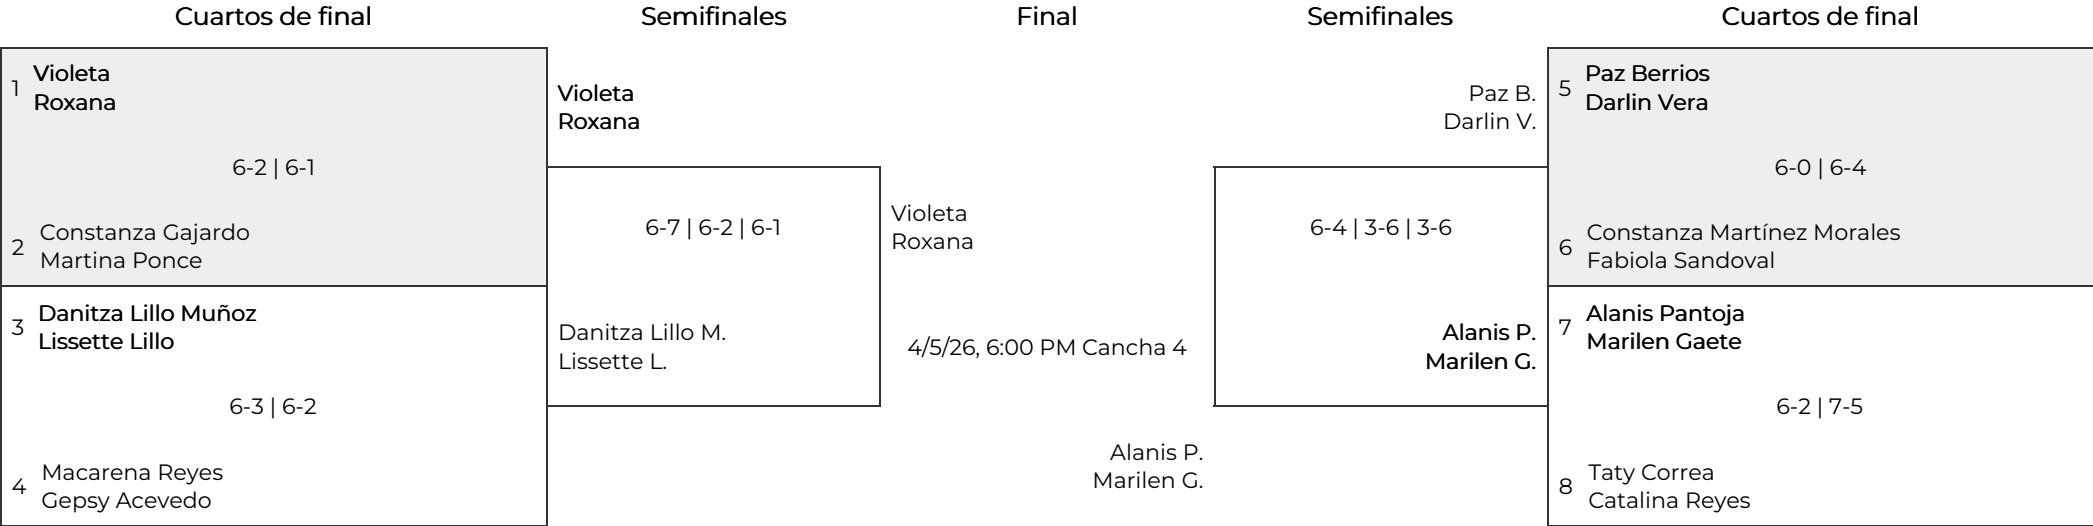 Cuartos de final
Semifinales
Final
Semifinales
Cuartos de final
1
Violeta
Roxana
6-2 | 6-1
2
Constanza Gajardo
Martina Ponce
3
Danitza Lillo Muñoz
Lissette Lillo
6-3 | 6-2
4
Macarena Reyes
Gepsy Acevedo
Violeta
Roxana
6-7 | 6-2 | 6-1
Danitza Lillo M.
Lissette L.
Violeta
Roxana
4/5/26, 6:00 PM Cancha 4
Alanis P.
Marilen G.
Paz B.
Darlin V.
6-4 | 3-6 | 3-6
Alanis P.
Marilen G.
5
Paz Berrios
Darlin Vera
6-0 | 6-4
6
Constanza Martínez Morales
Fabiola Sandoval
7
Alanis Pantoja
Marilen Gaete
6-2 | 7-5
8
Taty Correa
Catalina Reyes